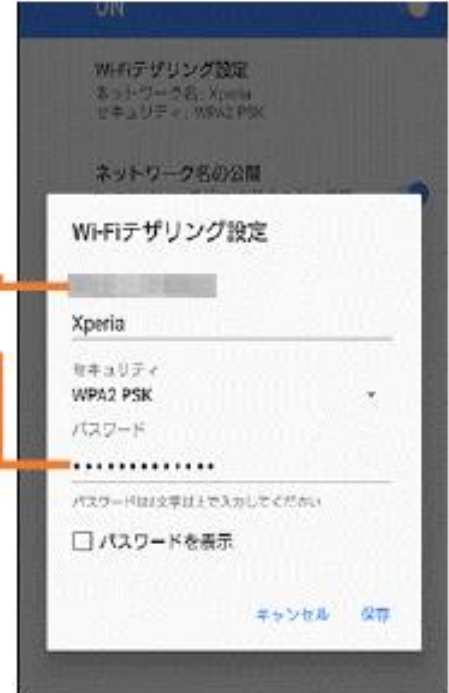 ON
Wi-Fiテザリング設定
ネットワーク名: Xperia
セキュリティ: WPA2 PSK
ネットワーク名の公開
Wi-Fiテザリング設定
Xperia
セキュリティ
WPA2 PSK
パスワード
•••••••••••••
パスワードは8文字以上で入力してください
パスワードを表示
キャンセル 保存